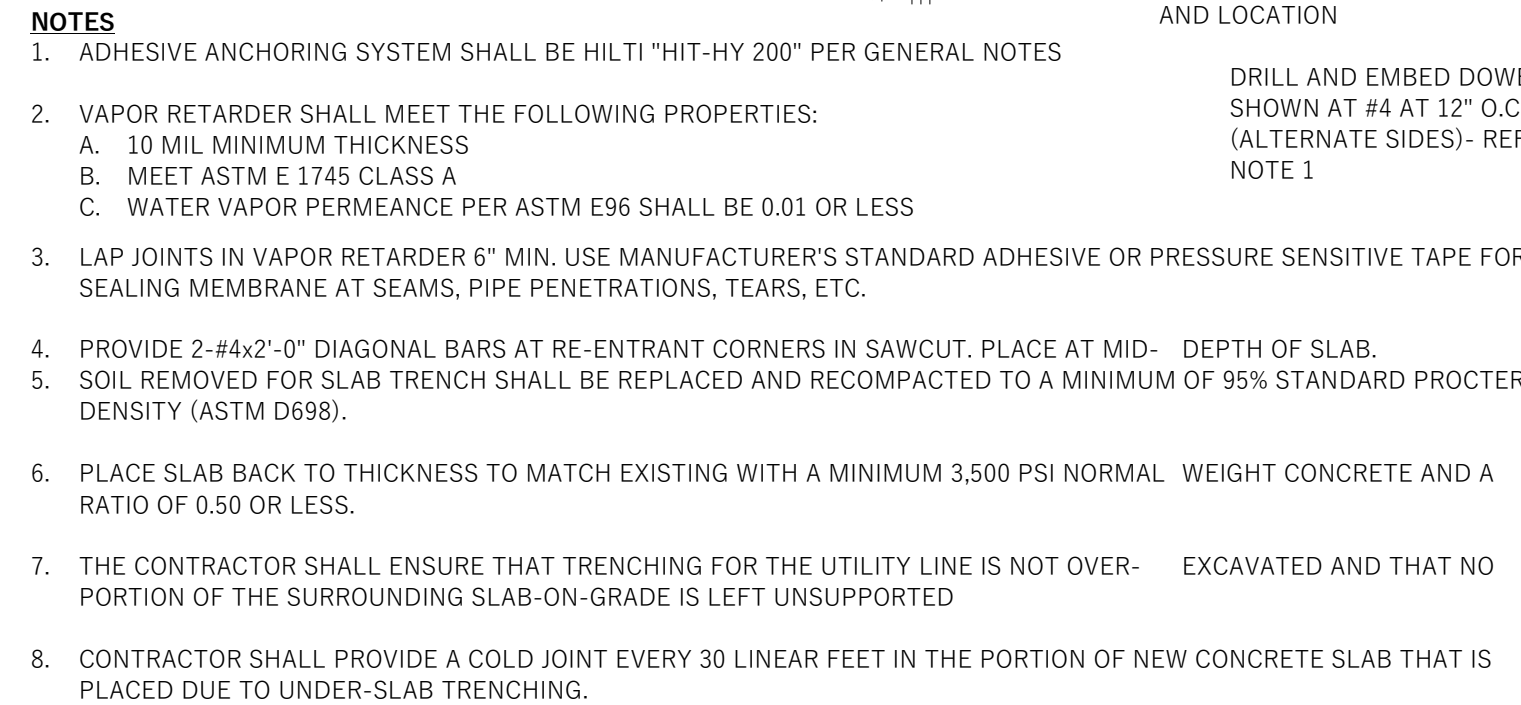 NOTES
1. ADHESIVE ANCHORING SYSTEM SHALL BE HILTI "HIT-HY 200" PER GENERAL NOTES
2. VAPOR RETARDER SHALL MEET THE FOLLOWING PROPERTIES:
A. 10 MIL MINIMUM THICKNESS
B. MEET ASTM E 1745 CLASS A
C. WATER VAPOR PERMEANCE PER ASTM E96 SHALL BE 0.01 OR LESS
3. LAP JOINTS IN VAPOR RETARDER 6" MIN. USE MANUFACTURER'S STANDARD ADHESIVE OR PRESSURE SENSITIVE TAPE FOR
SEALING MEMBRANE AT SEAMS, PIPE PENETRATIONS, TEARS, ETC.
4. PROVIDE 2-#4x2'-0" DIAGONAL BARS AT RE-ENTRANT CORNERS IN SAWCUT. PLACE AT MID- DEPTH OF SLAB.
5. SOIL REMOVED FOR SLAB TRENCH SHALL BE REPLACED AND RECOMPACTED TO A MINIMUM OF 95% STANDARD PROCTER
DENSITY (ASTM D698).
6. PLACE SLAB BACK TO THICKNESS TO MATCH EXISTING WITH A MINIMUM 3,500 PSI NORMAL WEIGHT CONCRETE AND A
RATIO OF 0.50 OR LESS.
7. THE CONTRACTOR SHALL ENSURE THAT TRENCHING FOR THE UTILITY LINE IS NOT OVER- EXCAVATED AND THAT NO
PORTION OF THE SURROUNDING SLAB-ON-GRADE IS LEFT UNSUPPORTED
8. CONTRACTOR SHALL PROVIDE A COLD JOINT EVERY 30 LINEAR FEET IN THE PORTION OF NEW CONCRETE SLAB THAT IS
PLACED DUE TO UNDER-SLAB TRENCHING.
AND LOCATION
DRILL AND EMBED
SHOWN AT #4 AT 12" O.C
(ALTERNATE SIDES)-
NOTE 1